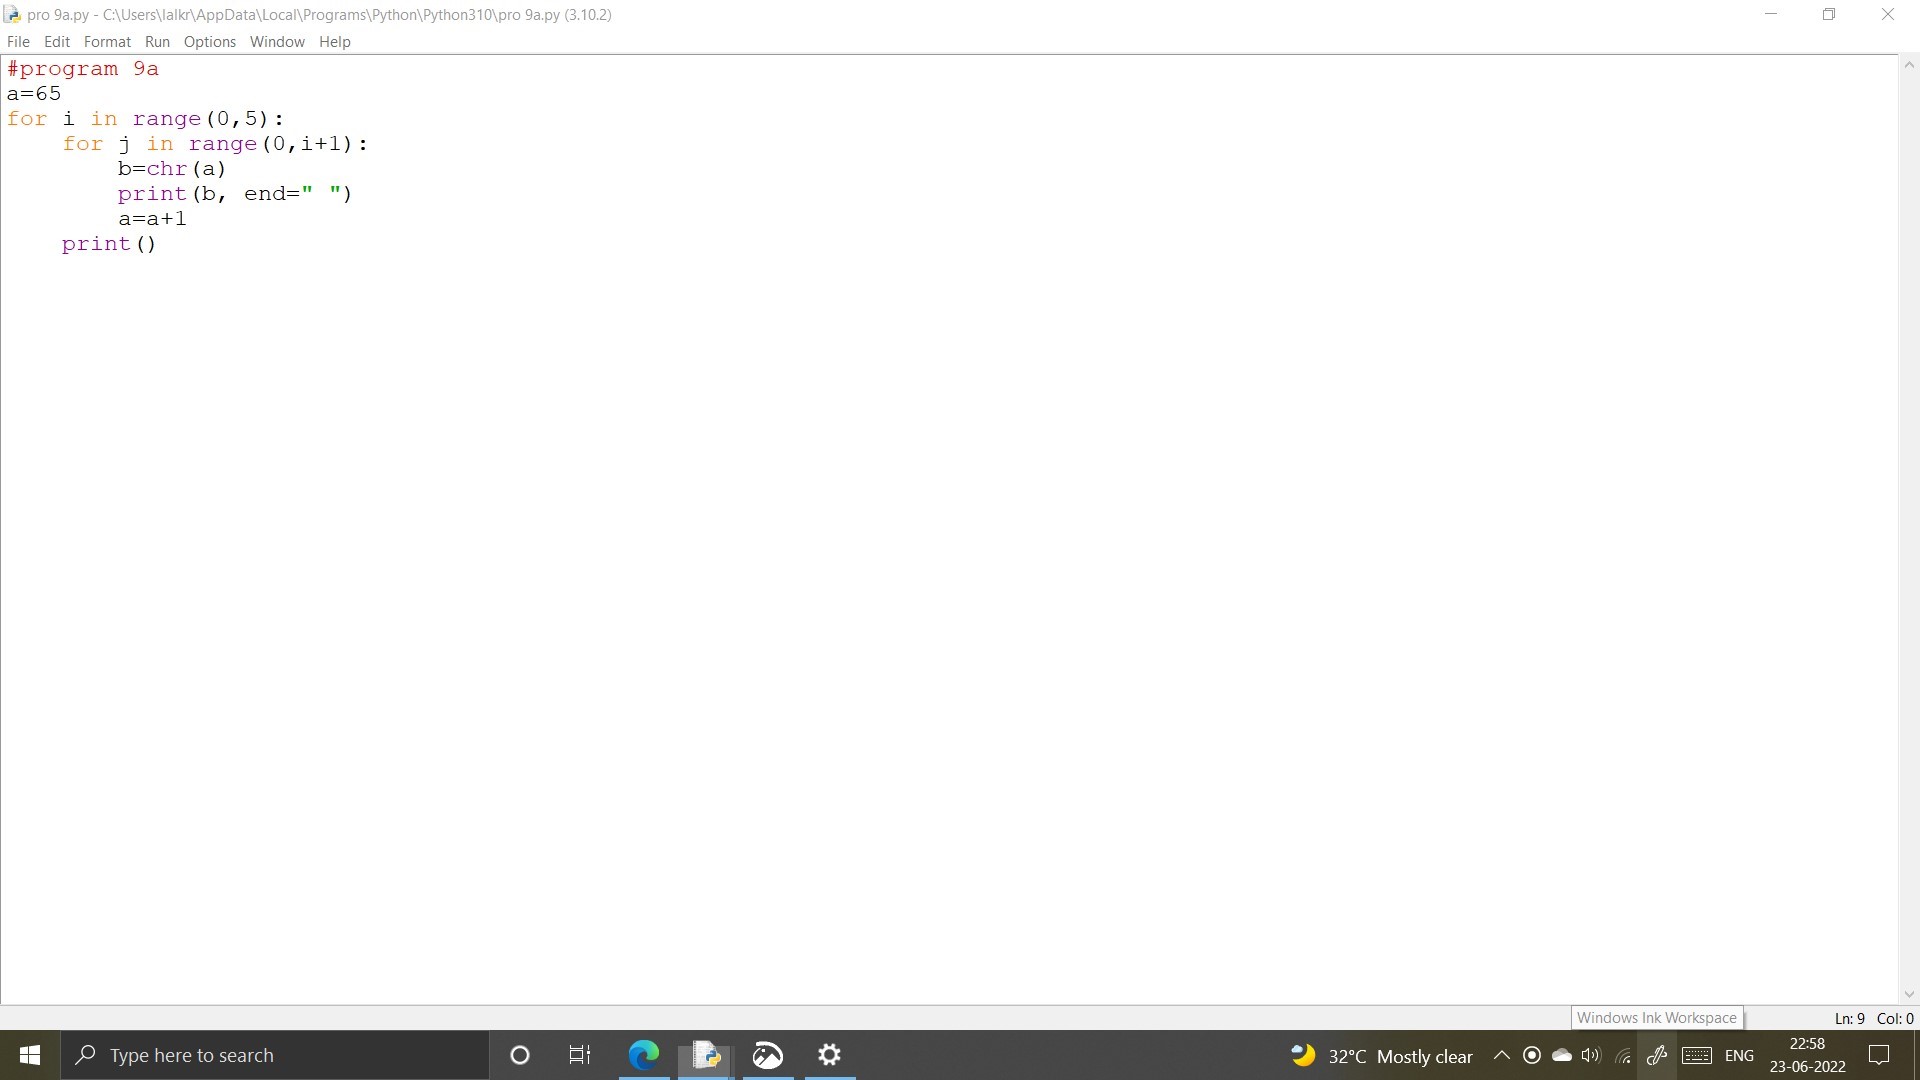 pro 9a.py - C:\Users\lalkr\AppData\Local\Programs\Python\Python310\pro 9a.py (3.10.2)
File Edit Format Run Options Window Help
#program 9a
a=65
for i in range(0,5):
    for j in range(0,i+1):
        b=chr(a)
        print(b, end=" ")
        a=a+1
    print()
Windows Ink Workspace
Ln: 9 Col: 0
Type here to search
32°C Mostly clear
ENG
22:58
23-06-2022